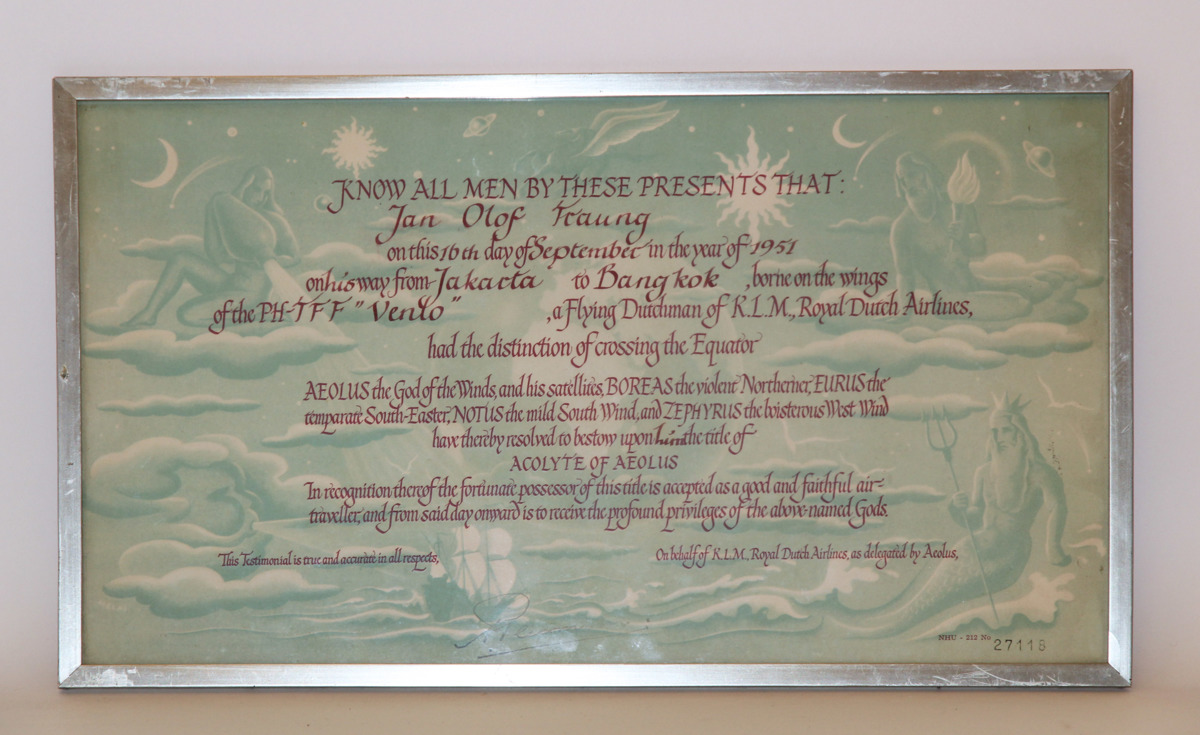 KNOW ALL MEN BY THESE PRESENTS THAT:
Jan Olof Traung
on this 16th day of September in the year of 1951
on his way from Jakarta to Bangkok, borne on the wings
of the PH-TFF "Venlo", a Flying Dutchman of K.L.M., Royal Dutch Airlines,
had the distinction of crossing the Equator
AEOLUS the God of the Winds, and his satellites, BOREAS the violent Northerner, EURUS the
temparate South-Easter, NOTUS the mild South Wind, and ZEPHYRUS the boisterous West Wind
have thereby resolved to bestow upon him the title of
ACOLYTE OF AEOLUS
In recognition thereof the fortunate possessor of this title is accepted as a good and faithful air-
traveller, and from said day onward is to receive the profound privileges of the above-named Gods.
This Testimonial is true and accurate in all respects,
On behalf of K.L.M., Royal Dutch Airlines, as delegated by Aeolus,
NHU - 212 No 27118